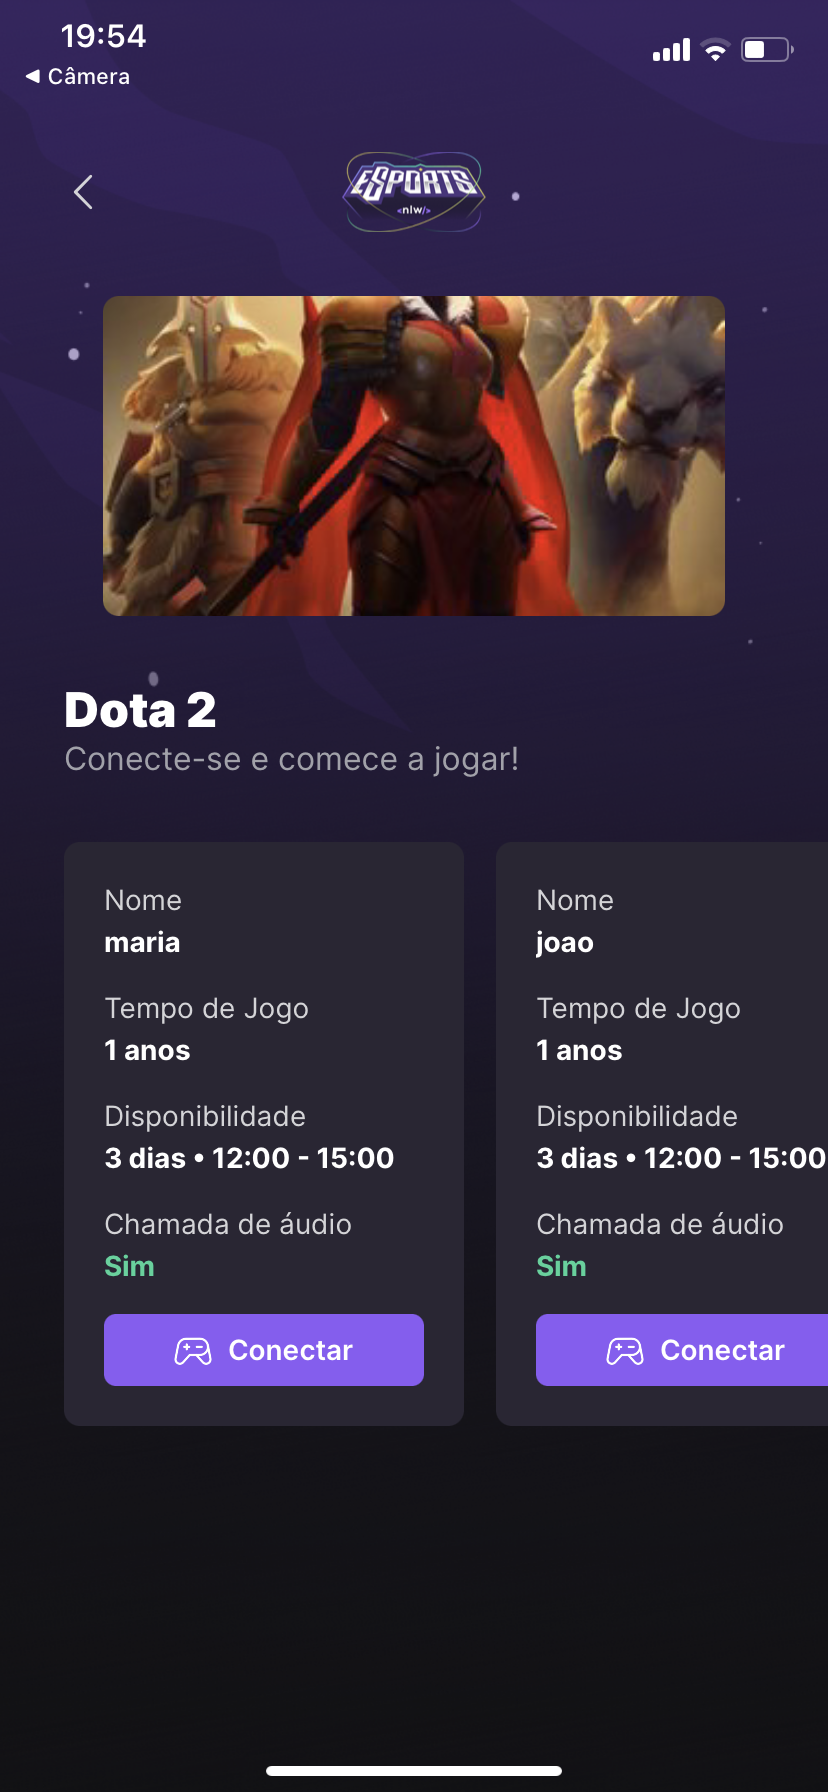 19:54
◀ Câmera
ESPORTS
<nlw/>
Dota 2
Conecte-se e comece a jogar!
Nome
maria
Tempo de Jogo
1 anos
Disponibilidade
3 dias • 12:00 - 15:00
Chamada de áudio
Sim
Conectar
Nome
joao
Tempo de Jogo
1 anos
Disponibilidade
3 dias • 12:00 - 15:00
Chamada de áudio
Sim
Conectar